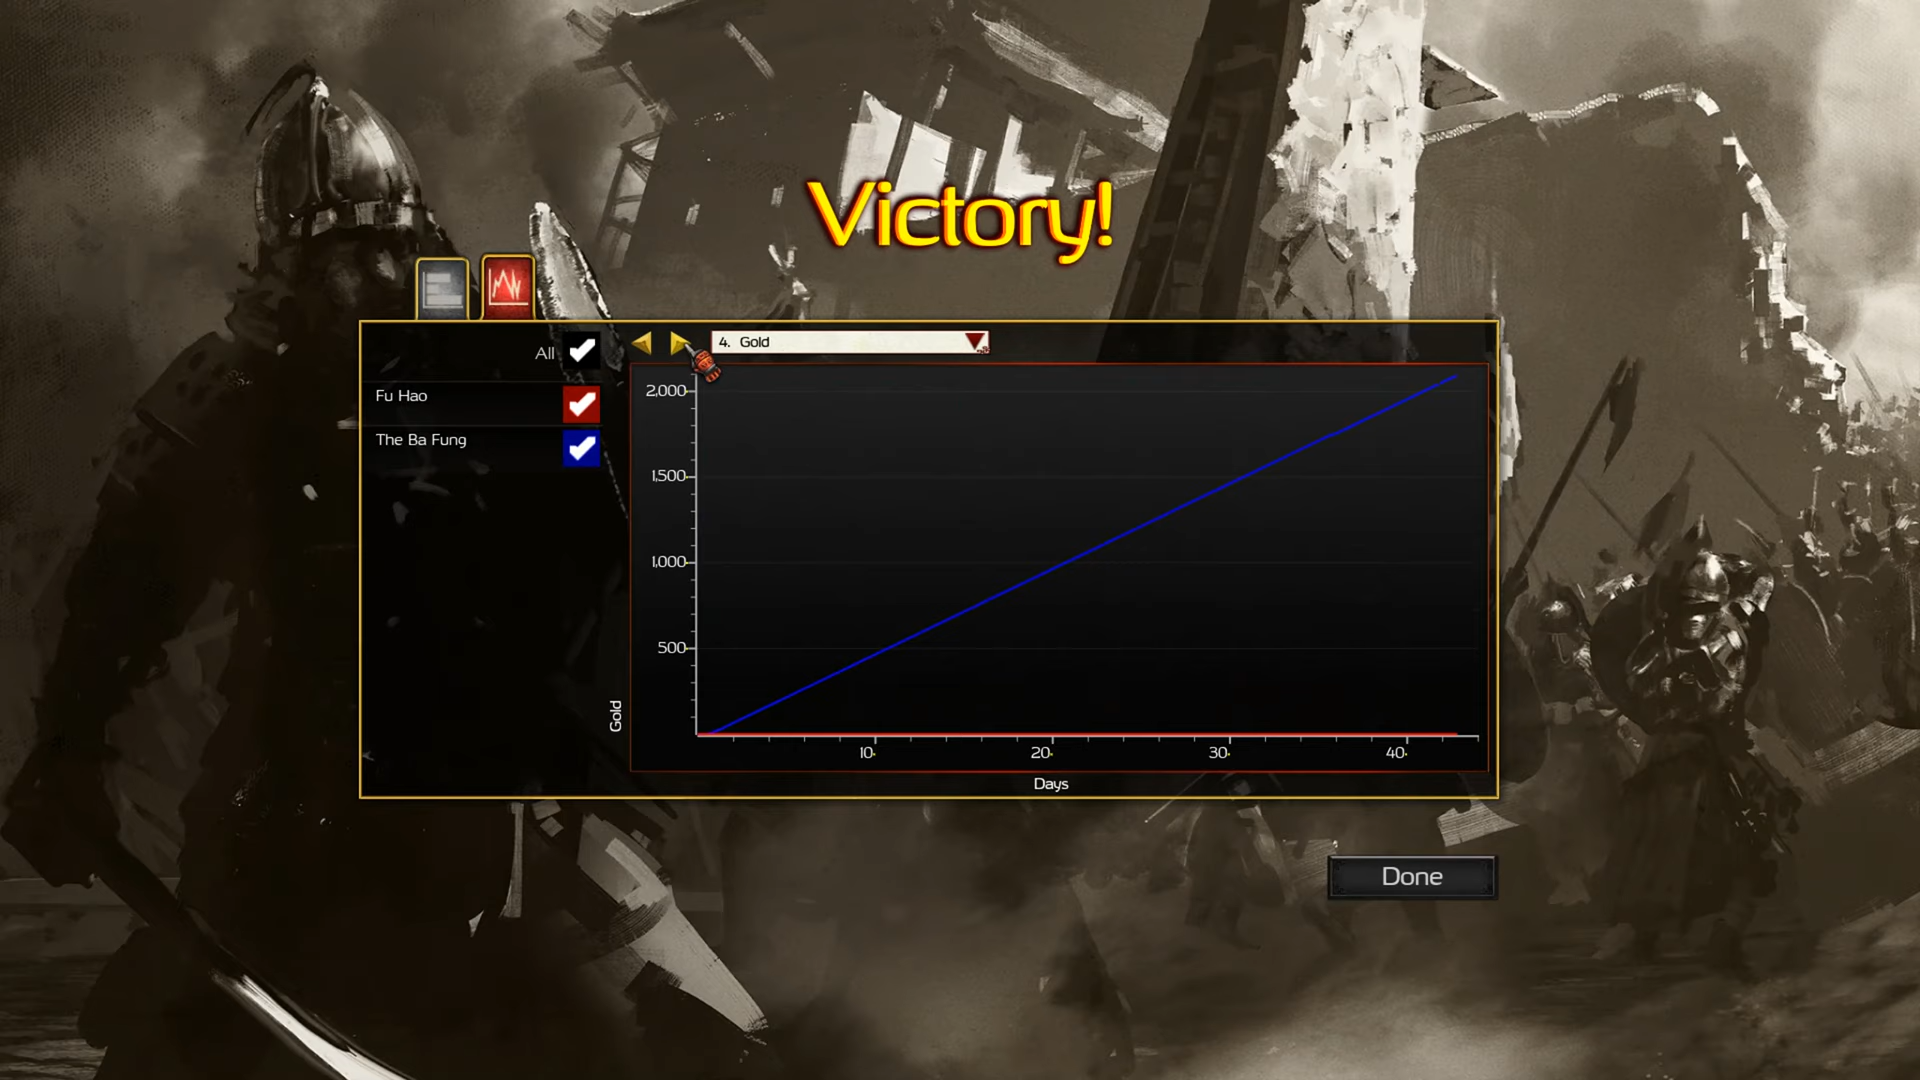 Victory!
All
4. Gold
Fu Hao
The Ba Fung
2,000
1,500
1,000
500
Gold
10
20
30
40
Days
Done